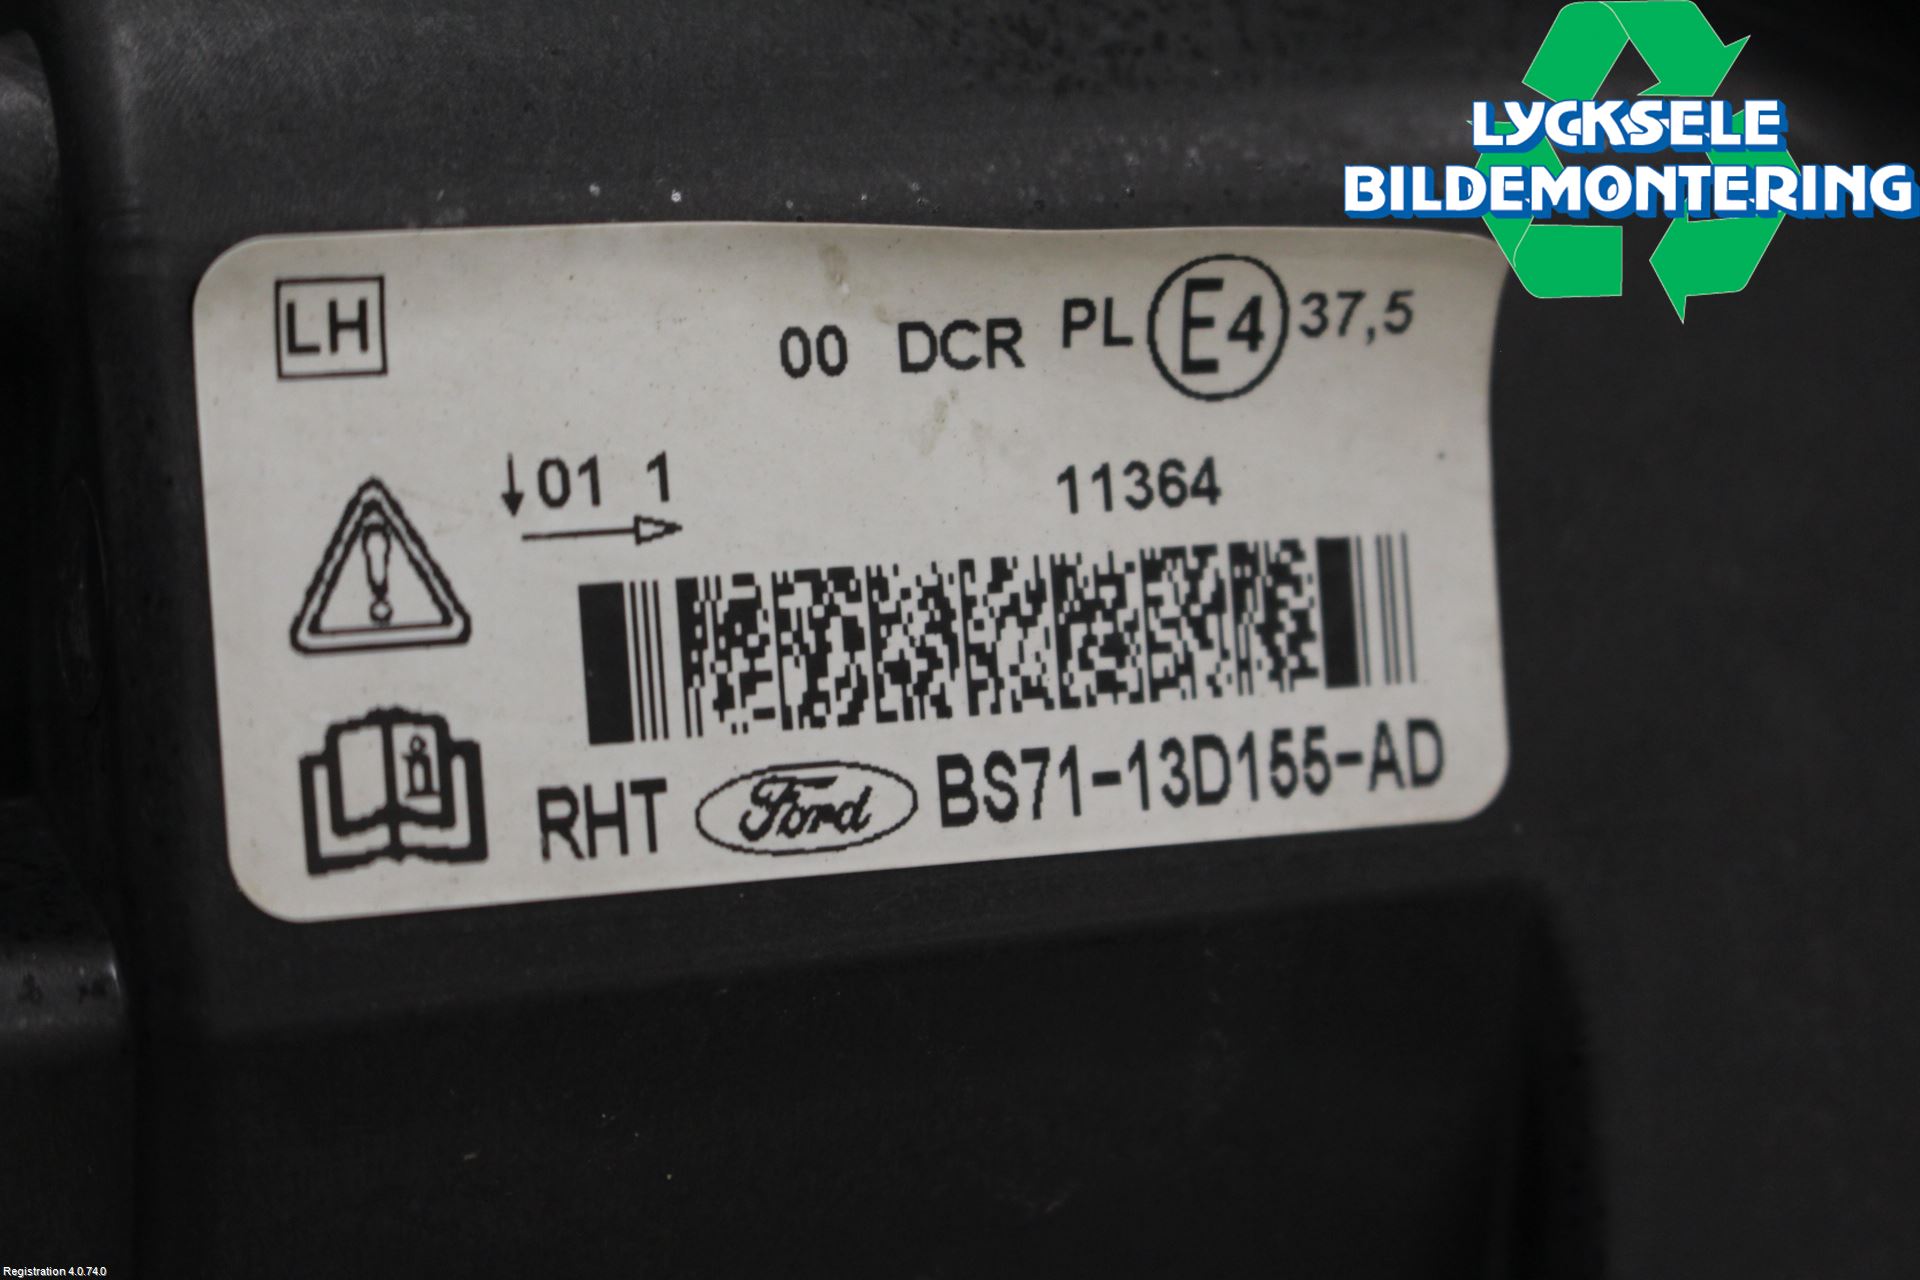 LYCKSELE
BILDEMONTERING
LH
00 DCR PL E4 37,5
↓01 1
11364
RHT Ford BS71-13D155-AD
Registration 4.0.74.0